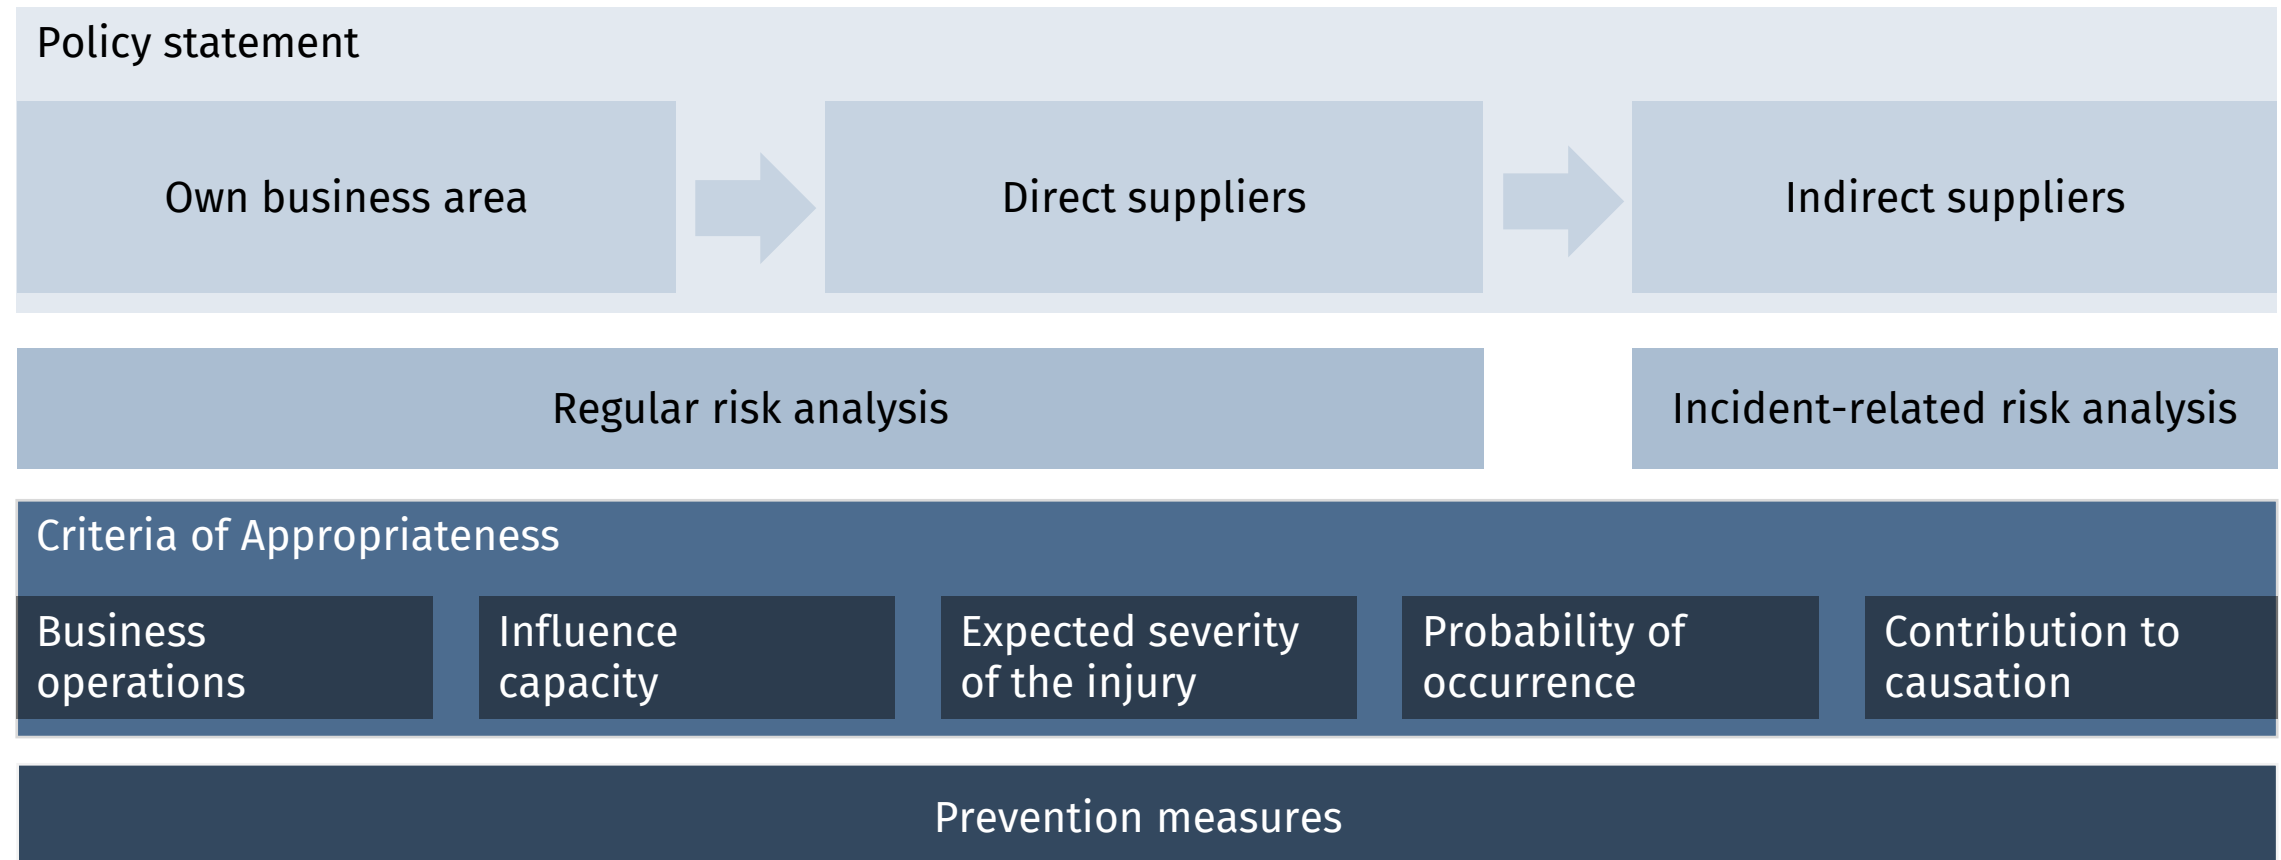 Policy statement
Own business area
Direct suppliers
Indirect suppliers
Regular risk analysis
Incident-related risk analysis
Criteria of Appropriateness
Business
operations
Influence
capacity
Expected severity
of the injury
Probability of
occurrence
Contribution to
causation
Prevention measures